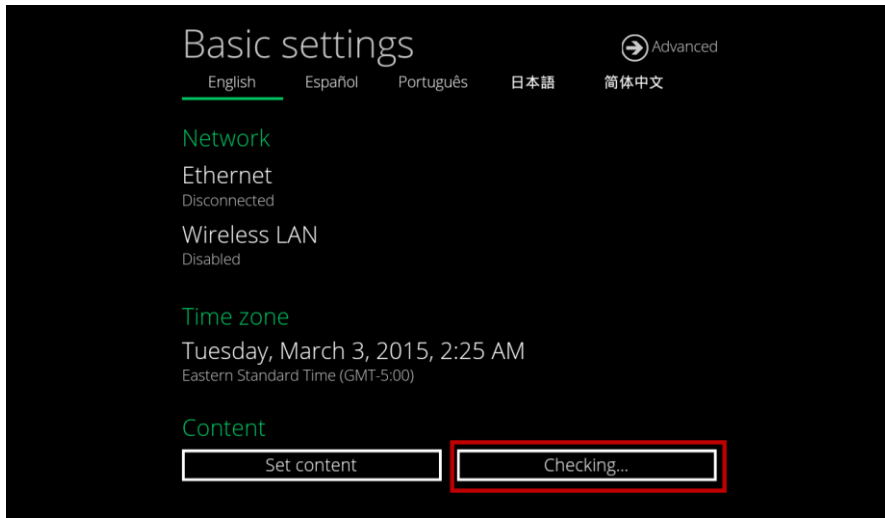 Basic settings
Advanced
English Español Português 日本語 简体中文
Network
Ethernet
Disconnected
Wireless LAN
Disabled
Time zone
Tuesday, March 3, 2015, 2:25 AM
Eastern Standard Time (GMT-5:00)
Content
Set content Checking...